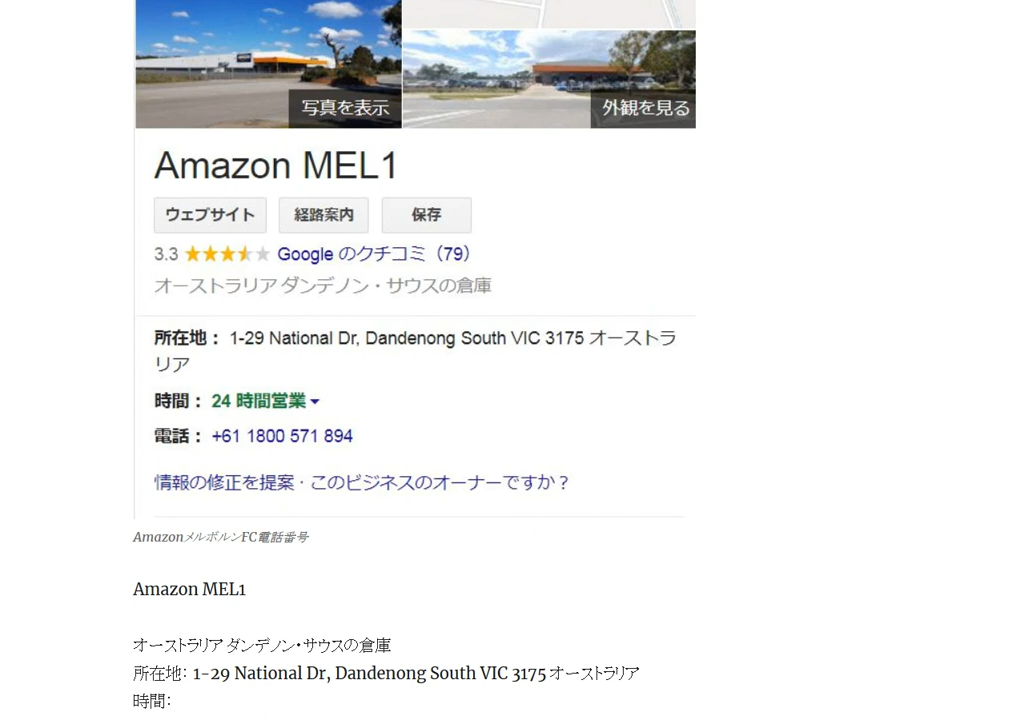 写真を表示
外観を見る
Amazon MEL1
ウェブサイト 経路案内 保存
3.3 Google のクチコミ（79）
オーストラリア ダンデノン・サウスの倉庫
所在地： 1-29 National Dr, Dandenong South VIC 3175 オーストラ
リア
時間： 24 時間営業
電話： +61 1800 571 894
情報の修正を提案 · このビジネスのオーナーですか？
AmazonメルボルンFC電話番号
Amazon MEL1
オーストラリア ダンデノン・サウスの倉庫
所在地: 1-29 National Dr, Dandenong South VIC 3175 オーストラリア
時間: